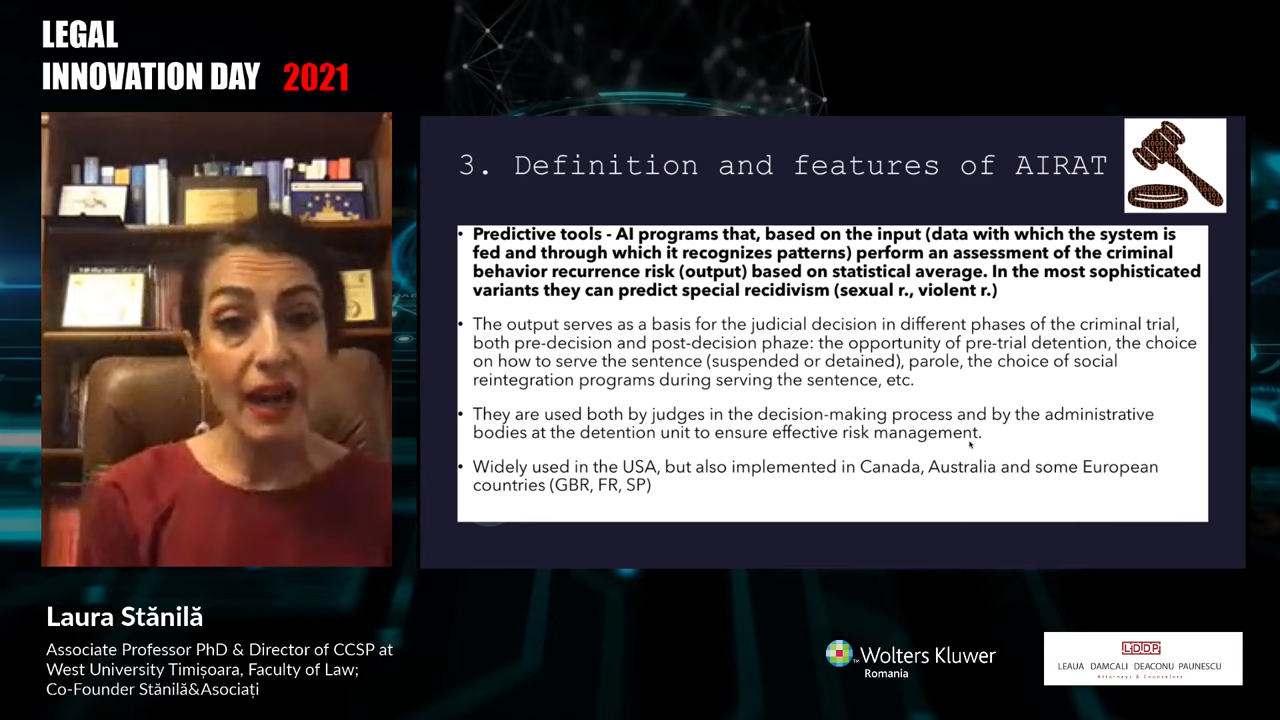 LEGAL
INNOVATION DAY 2021
3. Definition and features of AIRAT
• Predictive tools - AI programs that, based on the input (data with which the system is
fed and through which it recognizes patterns) perform an assessment of the criminal
behavior recurrence risk (output) based on statistical average. In the most sophisticated
variants they can predict special recidivism (sexual r., violent r.)
• The output serves as a basis for the judicial decision in different phases of the criminal trial,
both pre-decision and post-decision phaze: the opportunity of pre-trial detention, the choice
on how to serve the sentence (suspended or detained), parole, the choice of social
reintegration programs during serving the sentence, etc.
• They are used both by judges in the decision-making process and by the administrative
bodies at the detention unit to ensure effective risk management.
• Widely used in the USA, but also implemented in Canada, Australia and some European
countries (GBR, FR, SP)
Laura Stănilă
Associate Professor PhD & Director of CCSP at
West University Timișoara, Faculty of Law;
Co-Founder Stănilă&Asociați
Wolters Kluwer
Romania
LDDP
LEAUA DAMCALI DEACONU PAUNESCU
Attorneys & Counselors